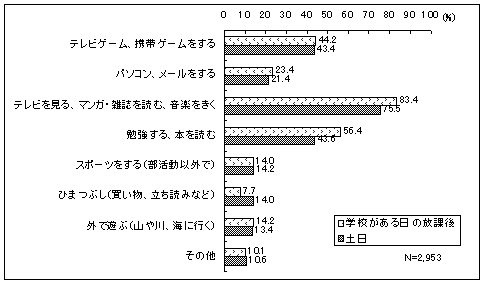 0 10 20 30 40 50 60 70 80 90 100 (%)
テレビゲーム、携帯ゲームをする 44.2 43.4
パソコン、メールをする 23.4 21.4
テレビを見る、マンガ・雑誌を読む、音楽をきく 83.4 75.5
勉強する、本を読む 56.4 43.6
スポーツをする(部活動以外で) 14.0 14.2
ひまつぶし(買い物、立ち読みなど) 7.7 14.0
外で遊ぶ(山や川、海に行く) 14.2 13.4
その他 10.1 10.6
学校がある日の放課後
土日
N=2,953